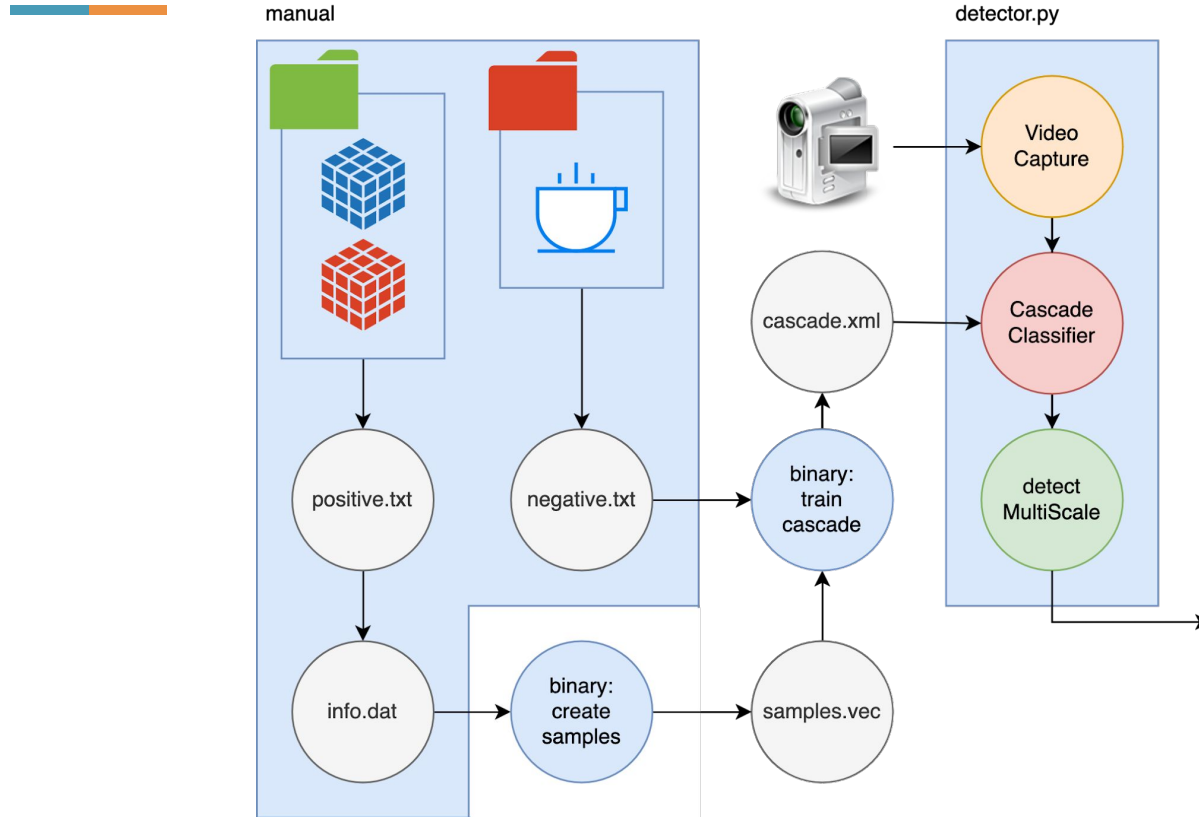 manual
detector.py
Video
Capture
cascade.xml
Cascade
Classifier
positive.txt
negative.txt
binary:
train
cascade
detect
MultiScale
info.dat
binary:
create
samples
samples.vec